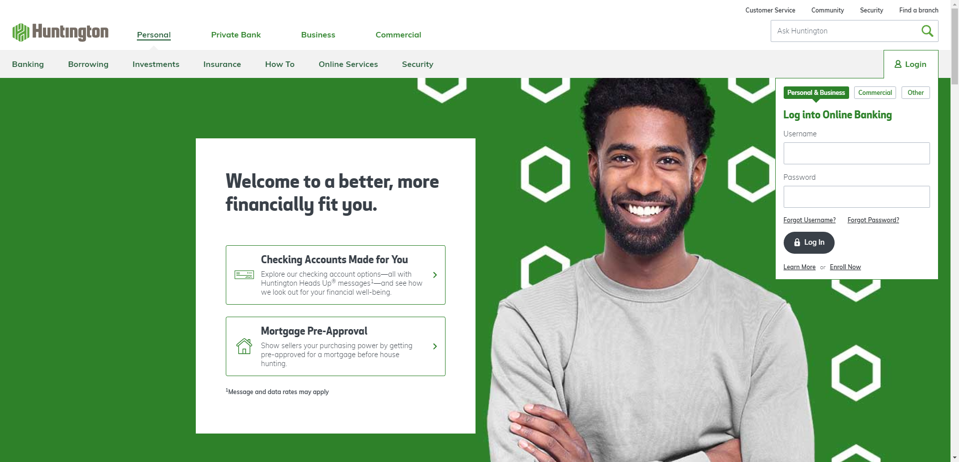 Customer Service Community Security Find a branch
Huntington
Personal Private Bank Business Commercial
Ask Huntington
Banking Borrowing Investments Insurance How To Online Services Security
Login
Personal & Business Commercial Other
Log into Online Banking
Username
Password
Forgot Username? Forgot Password?
Log In
Learn More or Enroll Now
Welcome to a better, more
financially fit you.
Checking Accounts Made for You
Explore our checking account options—all with
Huntington Heads Up® messages¹—and see how
we look out for your financial well-being.
Mortgage Pre-Approval
Show sellers your purchasing power by getting
pre-approved for a mortgage before house
hunting.
¹Message and data rates may apply